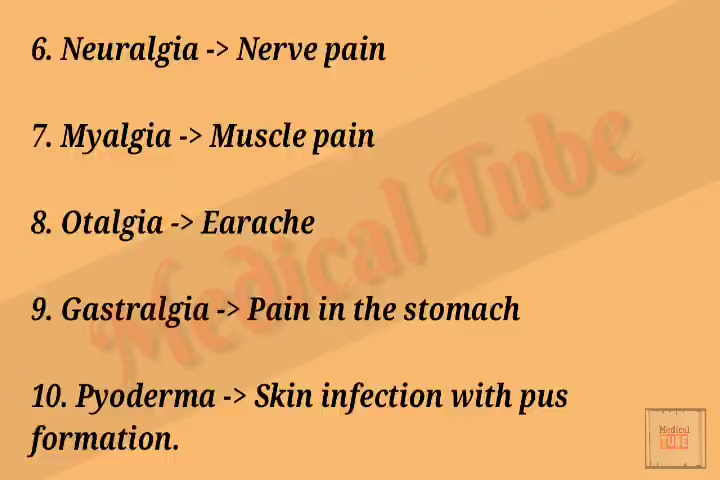 6. Neuralgia -> Nerve pain
7. Myalgia -> Muscle pain
8. Otalgia -> Earache
9. Gastralgia -> Pain in the stomach
10. Pyoderma -> Skin infection with pus
formation.
Medical Tube
Medical
TUBE